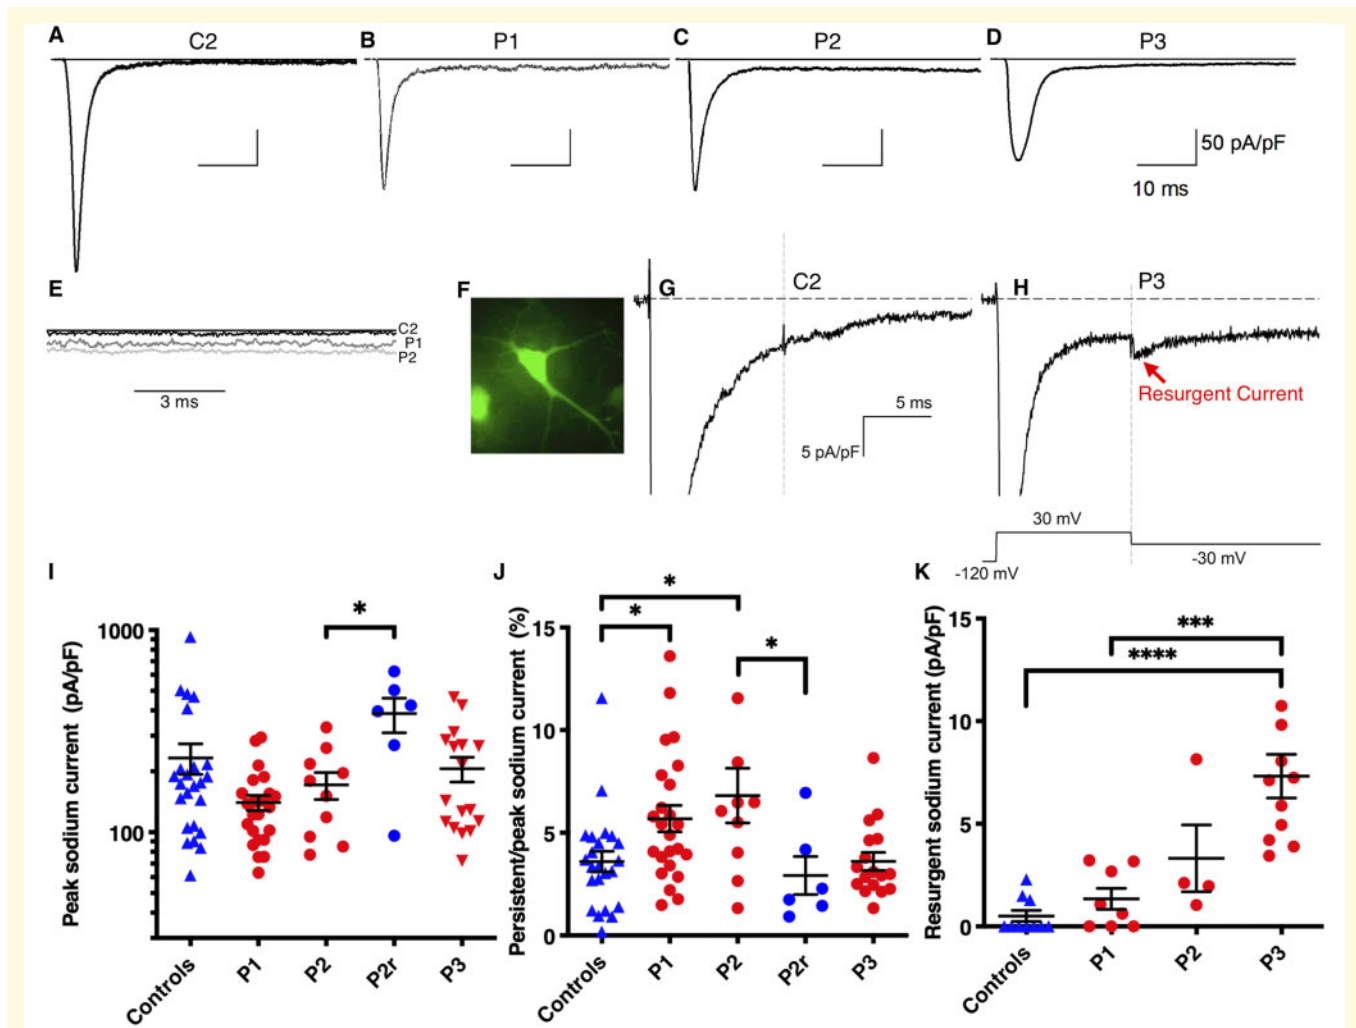 A C2
B P1
C P2
D P3
50 pA/pF
10 ms
E
C2
P1
P2
3 ms
F
G C2
5 ms
5 pA/pF
H P3
Resurgent Current
30 mV
-30 mV
-120 mV
I
*
Peak sodium current (pA/pF)
1000
100
Controls P1 P2 P2r P3
J
*
*
*
Persistent/peak sodium current (%)
15
10
5
0
Controls P1 P2 P2r P3
K
***
****
Resurgent sodium current (pA/pF)
15
10
5
0
Controls P1 P2 P3